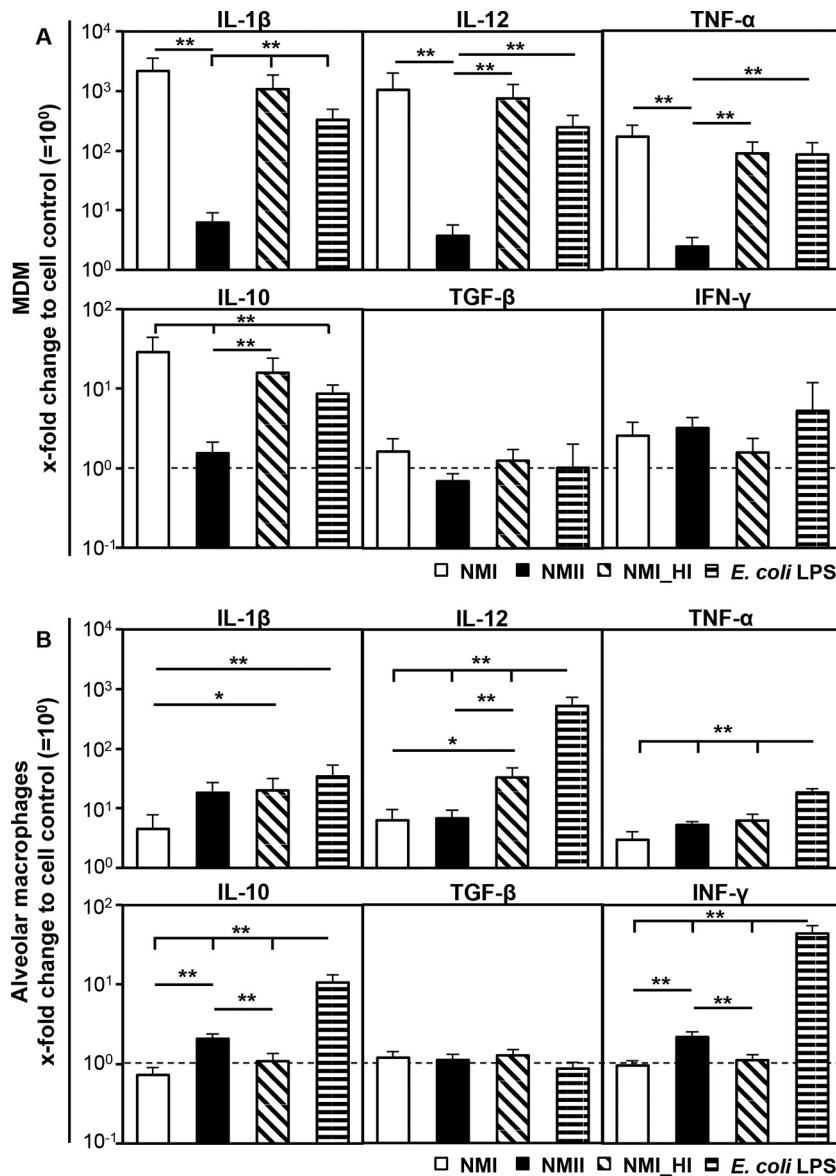 A
MDM
x-fold change to cell control (=10⁰)
IL-1β IL-12 TNF-α
10⁴
10³
10²
10¹
10⁰
** ** ** ** ** ** ** **
IL-10 TGF-β IFN-γ
10²
10¹
10⁰
10⁻¹
** **
NMI NMII NMI_HI E. coli LPS
B
Alveolar macrophages
x-fold change to cell control (=10⁰)
IL-1β IL-12 TNF-α
10⁴
10³
10²
10¹
10⁰
** * ** ** * **
IL-10 TGF-β INF-γ
10²
10¹
10⁰
10⁻¹
** ** ** ** ** **
NMI NMII NMI_HI E. coli LPS